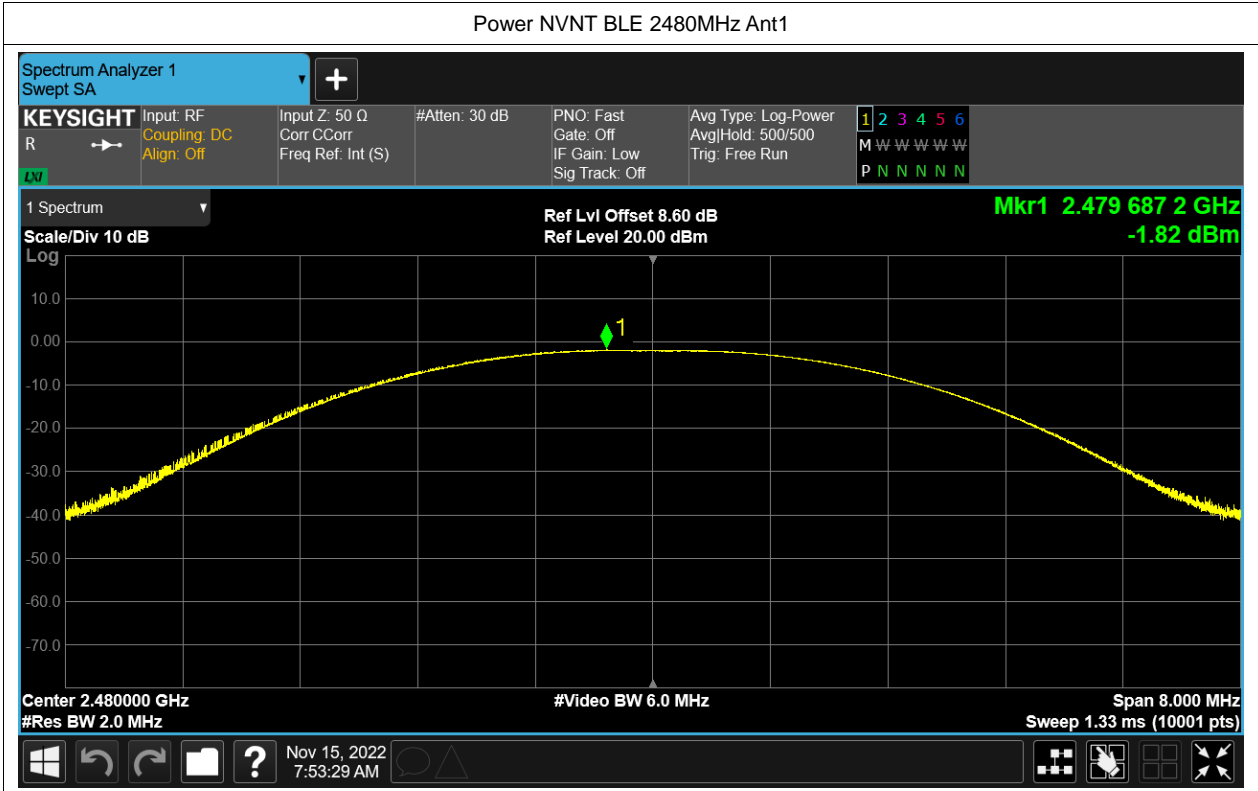 Power NVNT BLE 2480MHz Ant1
Spectrum Analyzer 1
Swept SA
+
KEYSIGHT
R
LXI
Input: RF
Coupling: DC
Align: Off
Input Z: 50 Ω
Corr CCorr
Freq Ref: Int (S)
#Atten: 30 dB
PNO: Fast
Gate: Off
IF Gain: Low
Sig Track: Off
Avg Type: Log-Power
Avg|Hold: 500/500
Trig: Free Run
1 2 3 4 5 6
M W W W W W
P N N N N N
1 Spectrum
Scale/Div 10 dB
Log
Ref Lvl Offset 8.60 dB
Ref Level 20.00 dBm
Mkr1 2.479 687 2 GHz
-1.82 dBm
1
10.0
0.00
-10.0
-20.0
-30.0
-40.0
-50.0
-60.0
-70.0
Center 2.480000 GHz
#Res BW 2.0 MHz
#Video BW 6.0 MHz
Span 8.000 MHz
Sweep 1.33 ms (10001 pts)
?
Nov 15, 2022
7:53:29 AM